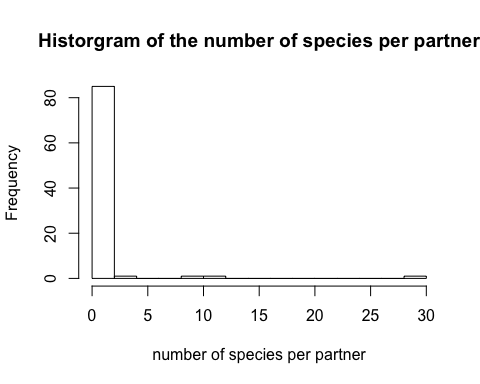 Historgram of the number of species per partner
Frequency
80
60
40
20
0
0 5 10 15 20 25 30
number of species per partner